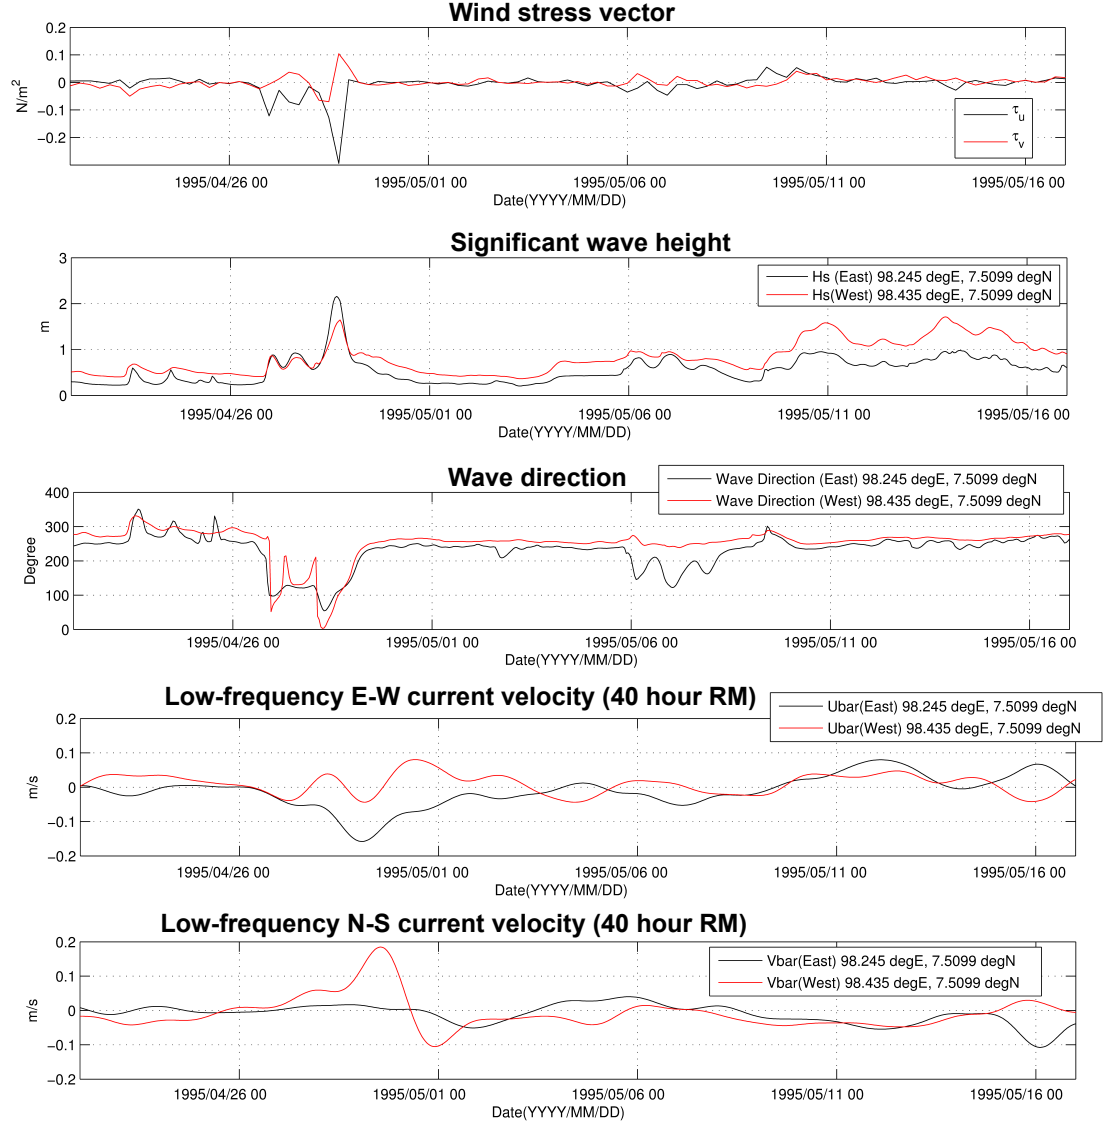 Wind stress vector
0.2
0.1
0
−0.1
−0.2
N/m²
τu
τv
1995/04/26 00
1995/05/01 00
1995/05/06 00
1995/05/11 00
1995/05/16 00
Date(YYYY/MM/DD)
Significant wave height
3
2
1
0
m
Hs (East) 98.245 degE, 7.5099 degN
Hs(West) 98.435 degE, 7.5099 degN
1995/04/26 00
1995/05/01 00
1995/05/06 00
1995/05/11 00
1995/05/16 00
Date(YYYY/MM/DD)
Wave direction
400
300
200
100
0
Degree
Wave Direction (East) 98.245 degE, 7.5099 degN
Wave Direction (West) 98.435 degE, 7.5099 degN
1995/04/26 00
1995/05/01 00
1995/05/06 00
1995/05/11 00
1995/05/16 00
Date(YYYY/MM/DD)
Low-frequency E-W current velocity (40 hour RM)
0.2
0.1
0
−0.1
−0.2
m/s
Ubar(East) 98.245 degE, 7.5099 degN
Ubar(West) 98.435 degE, 7.5099 degN
1995/04/26 00
1995/05/01 00
1995/05/06 00
1995/05/11 00
1995/05/16 00
Date(YYYY/MM/DD)
Low-frequency N-S current velocity (40 hour RM)
0.2
0.1
0
−0.1
−0.2
m/s
Vbar(East) 98.245 degE, 7.5099 degN
Vbar(West) 98.435 degE, 7.5099 degN
1995/04/26 00
1995/05/01 00
1995/05/06 00
1995/05/11 00
1995/05/16 00
Date(YYYY/MM/DD)